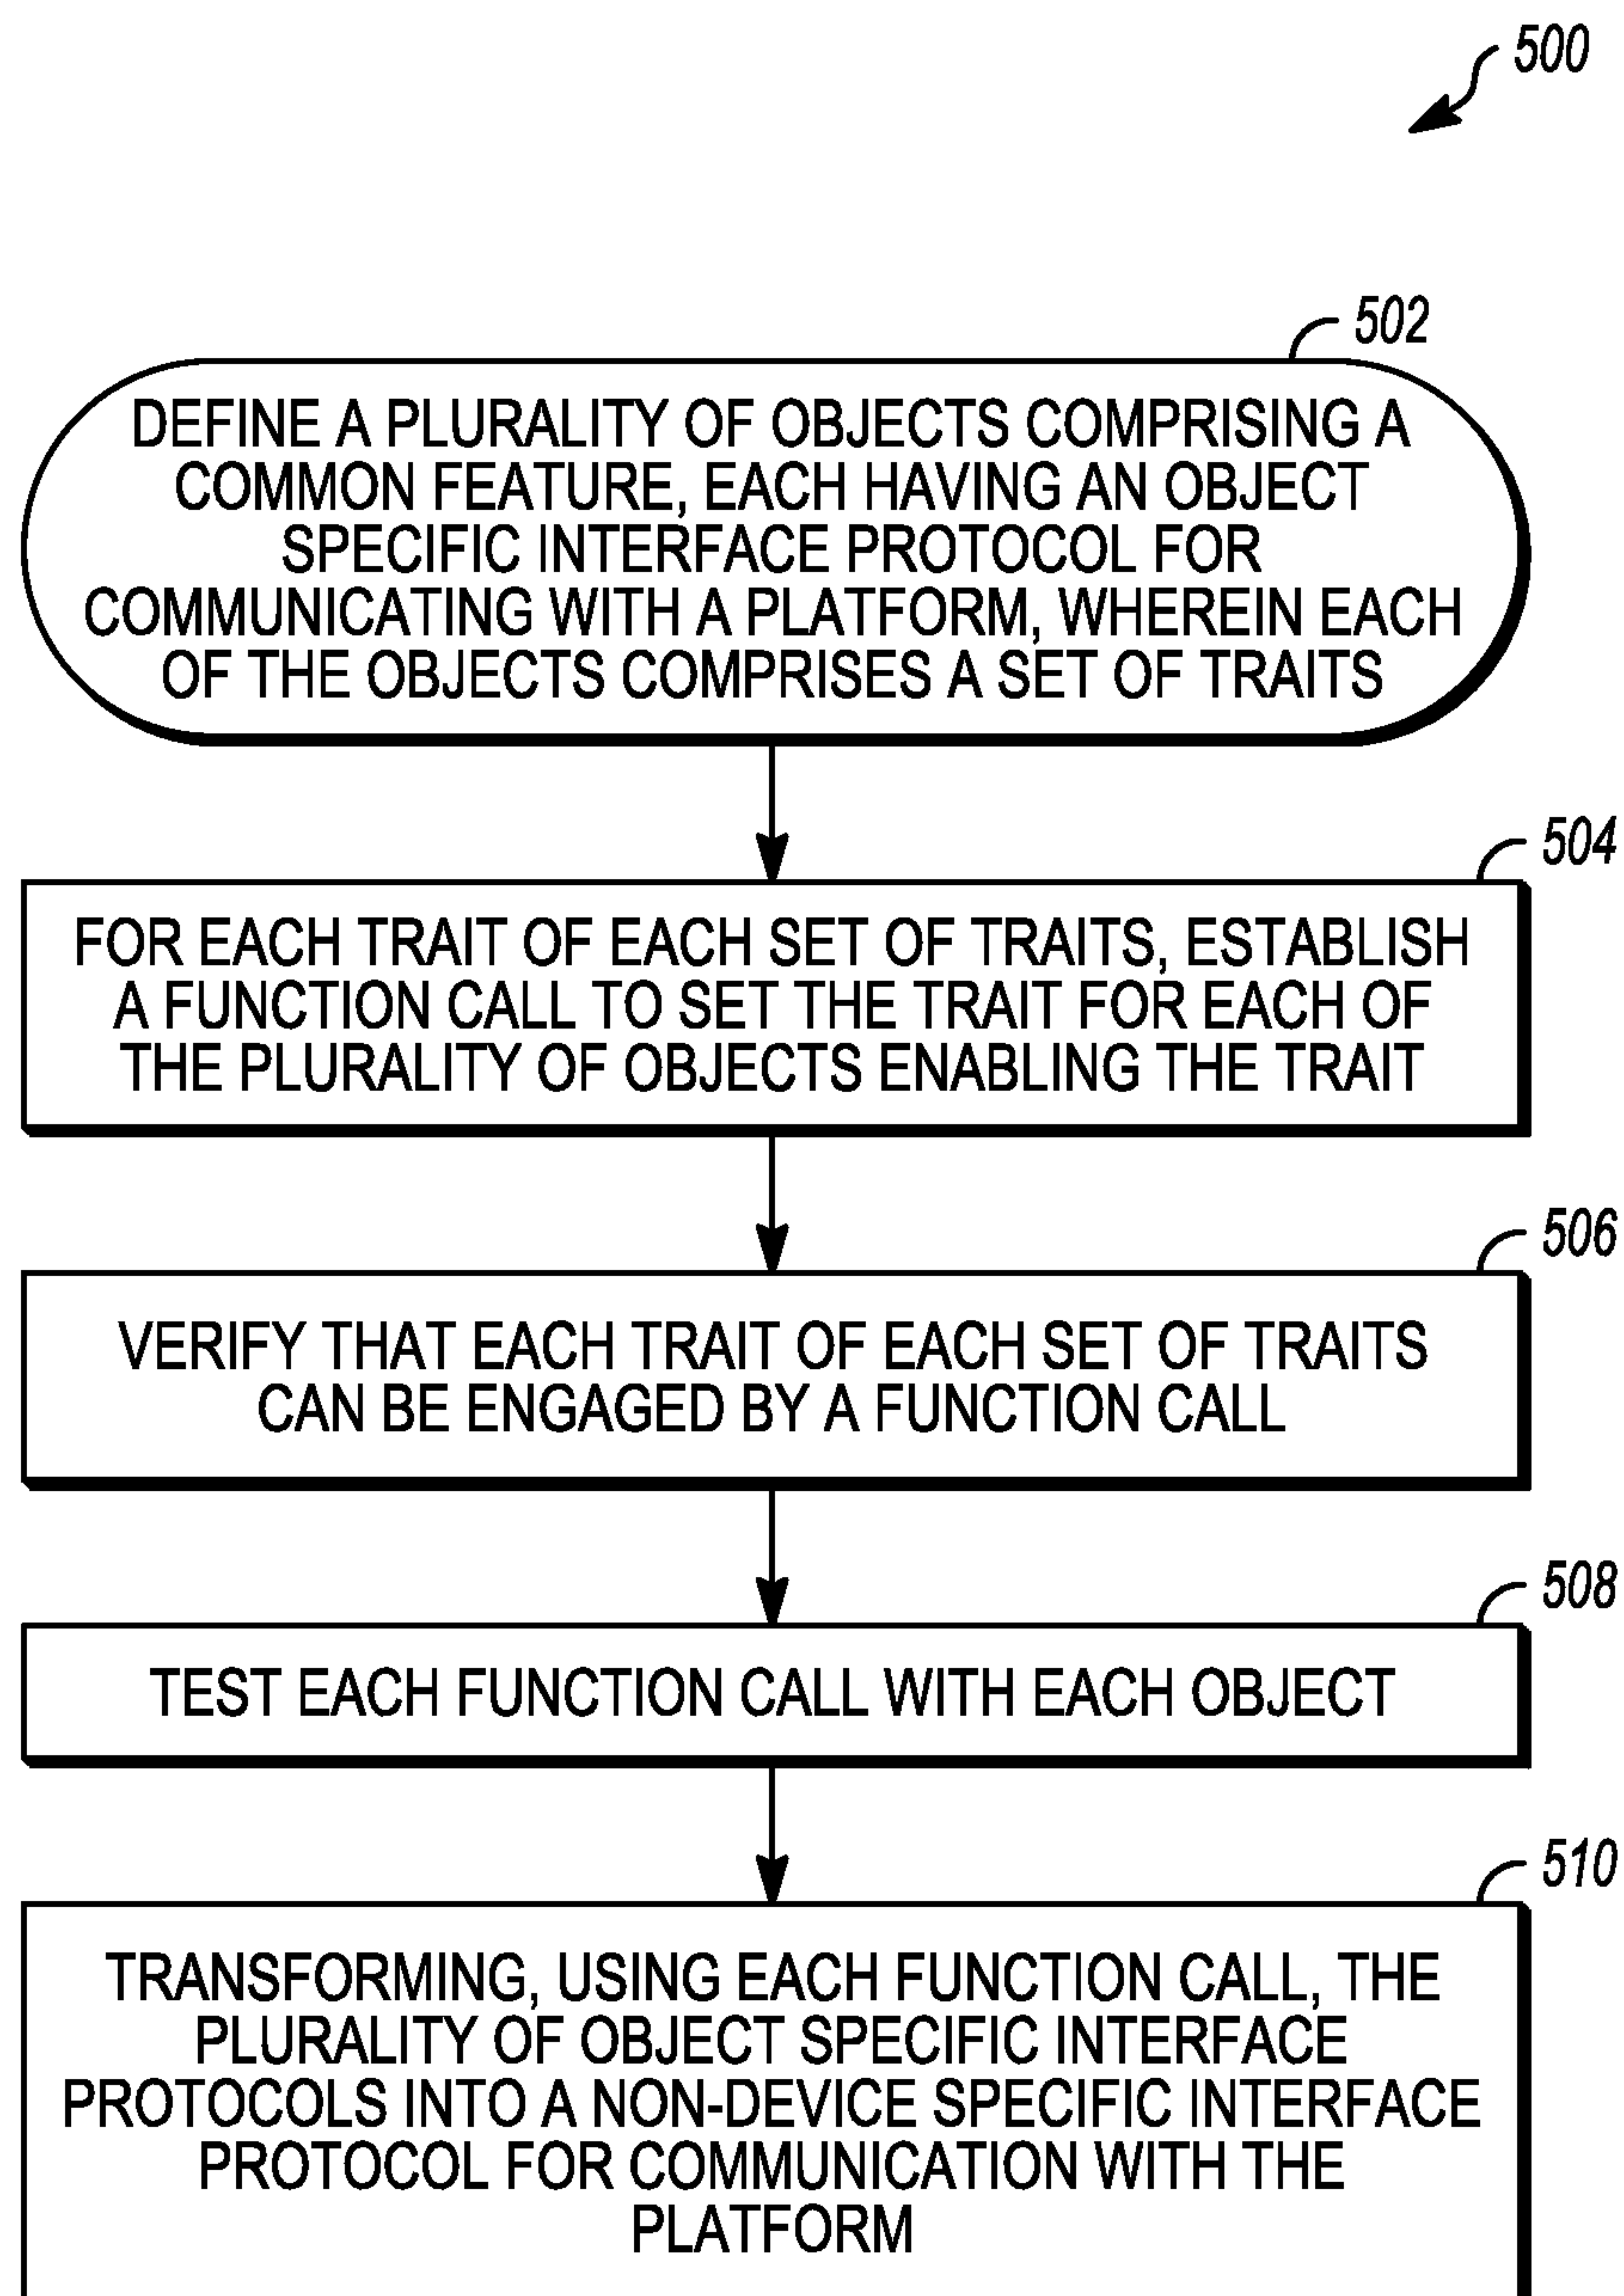 500
502
DEFINE A PLURALITY OF OBJECTS COMPRISING A
COMMON FEATURE, EACH HAVING AN OBJECT
SPECIFIC INTERFACE PROTOCOL FOR
COMMUNICATING WITH A PLATFORM, WHEREIN EACH
OF THE OBJECTS COMPRISES A SET OF TRAITS
504
FOR EACH TRAIT OF EACH SET OF TRAITS, ESTABLISH
A FUNCTION CALL TO SET THE TRAIT FOR EACH OF
THE PLURALITY OF OBJECTS ENABLING THE TRAIT
506
VERIFY THAT EACH TRAIT OF EACH SET OF TRAITS
CAN BE ENGAGED BY A FUNCTION CALL
508
TEST EACH FUNCTION CALL WITH EACH OBJECT
510
TRANSFORMING, USING EACH FUNCTION CALL, THE
PLURALITY OF OBJECT SPECIFIC INTERFACE
PROTOCOLS INTO A NON-DEVICE SPECIFIC INTERFACE
PROTOCOL FOR COMMUNICATION WITH THE
PLATFORM